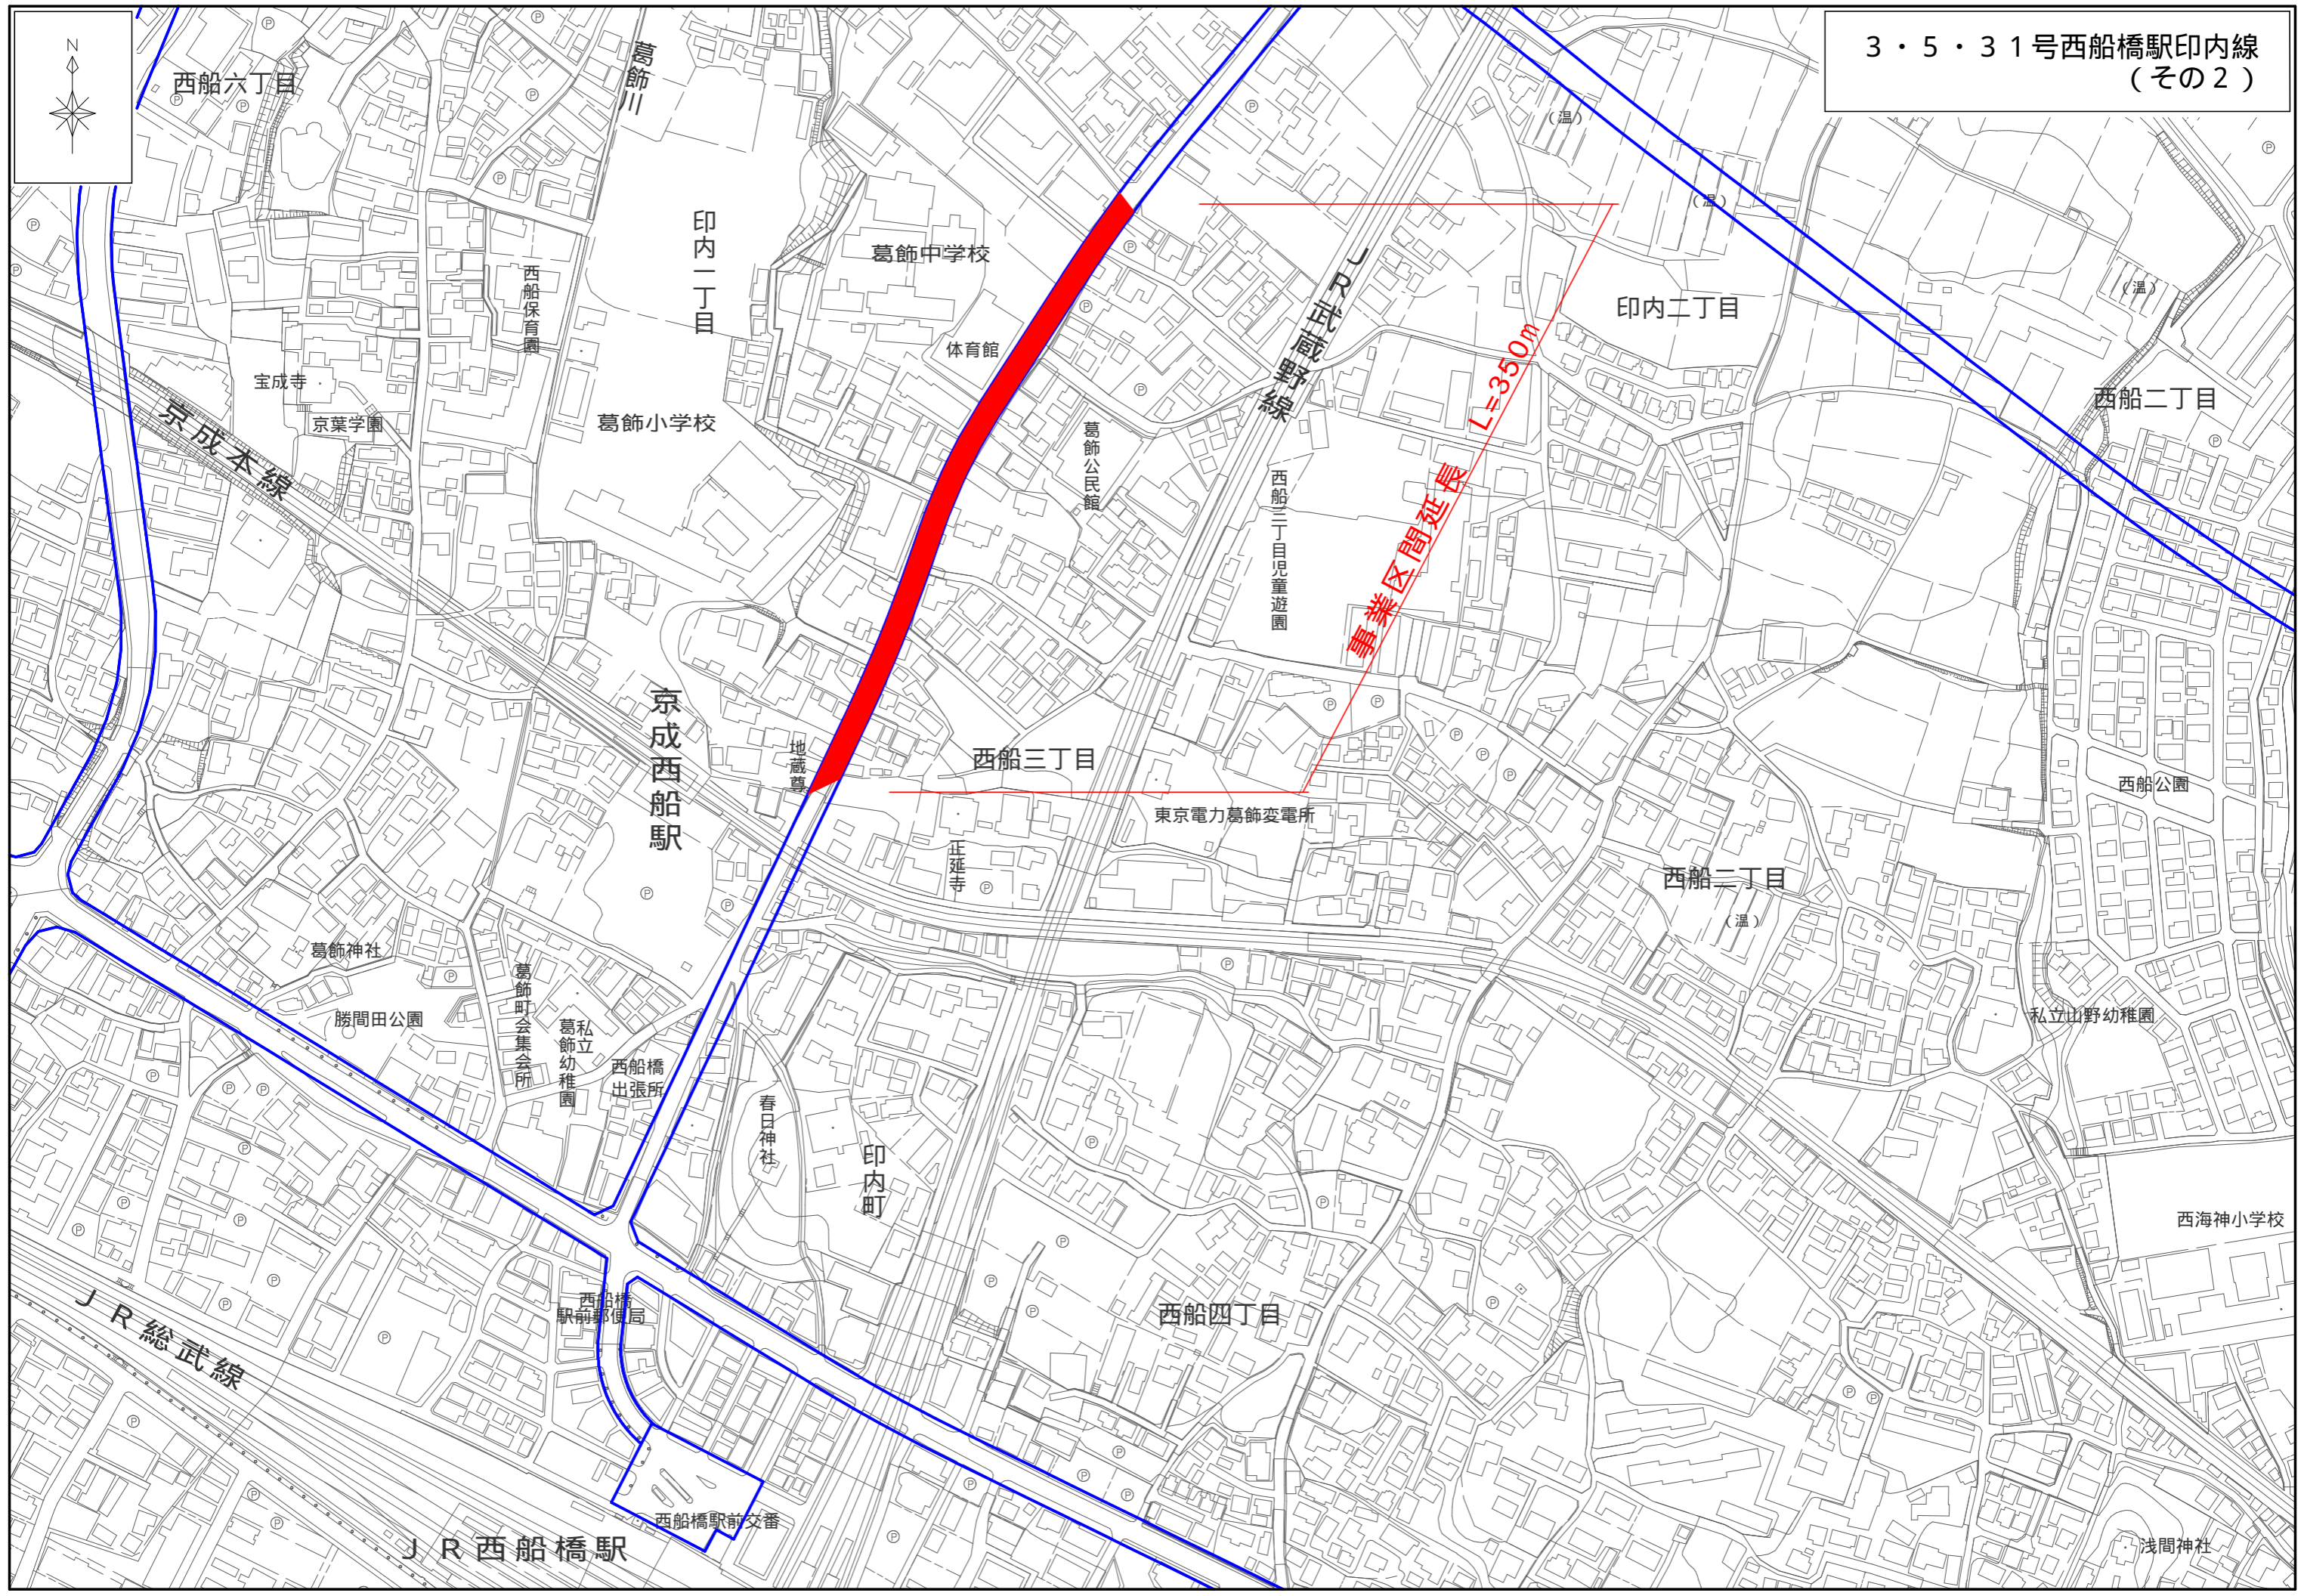 3・5・31号西船橋駅印内線
(その2)
N
西船六丁目
葛飾川
(温)
(温)
印内一丁目
葛飾中学校
西船保育園
JR武蔵野線
印内二丁目
(温)
体育館
L=350m
事業区間延長
宝成寺
京葉学園
京成本線
葛飾小学校
葛飾公民館
西船二丁目
西船三丁目児童遊園
京成西船駅
地蔵尊
西船三丁目
西船公園
東京電力葛飾変電所
正延寺
西船二丁目
(温)
葛飾神社
勝間田公園
葛飾町会集会所
私立
葛飾幼稚園
西船橋
出張所
春日神社
印内町
私立山野幼稚園
西海神小学校
西船橋
駅前郵便局
西船四丁目
JR総武線
西船橋駅前交番
JR西船橋駅
浅間神社